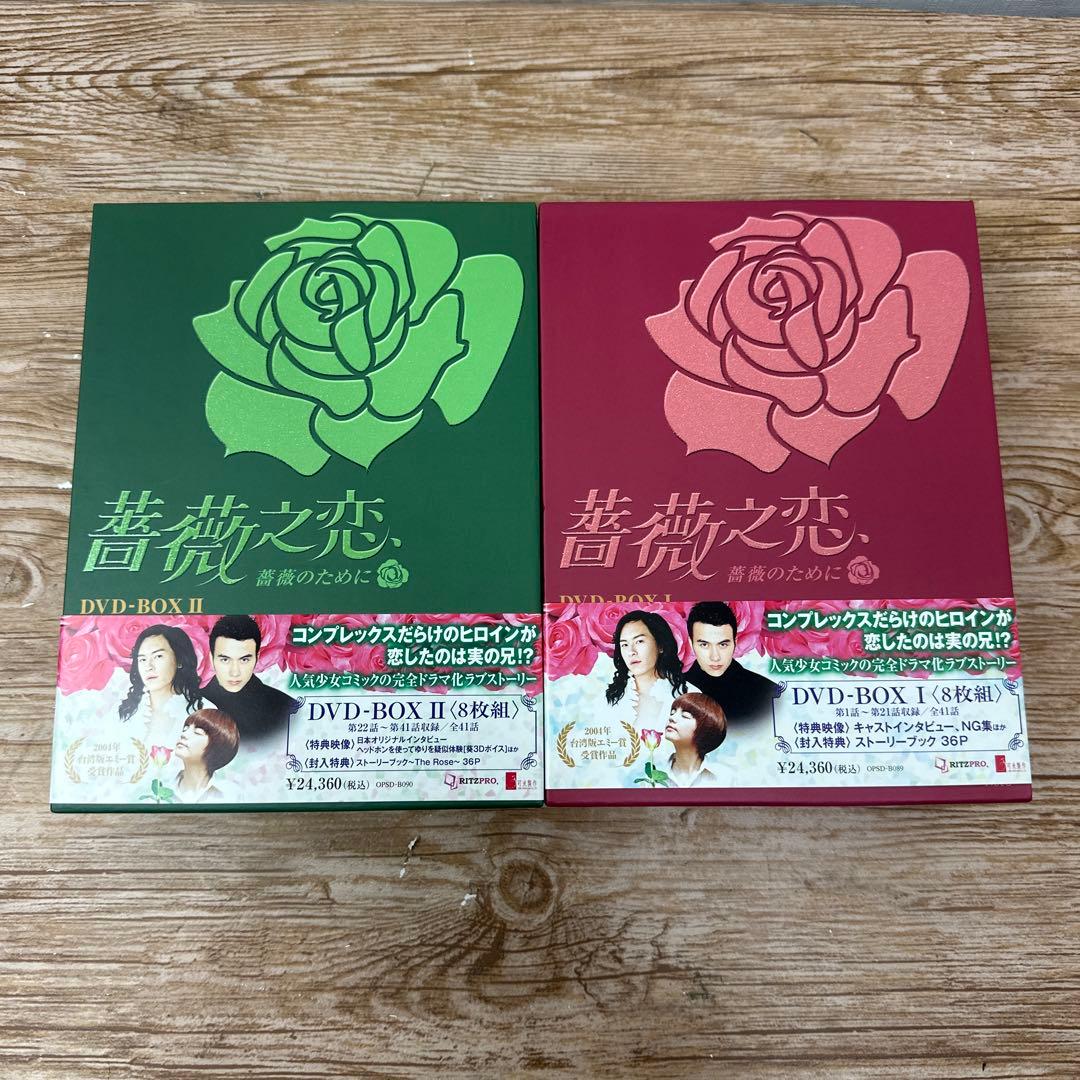 薔薇之恋、
薔薇のために
DVD-BOX II
コンプレックスだらけのヒロインが
恋したのは実の兄!?
人気少女コミックの完全ドラマ化ラブストーリー
DVD-BOX II〈8枚組〉
第22話～第41話収録／全41話
〈特典映像〉日本オリジナルインタビュー
ヘッドホンを使ってゆりを疑似体験［葵3Dボイス］ほか
〈封入特典〉ストーリーブック～The Rose～ 36P
2004年
台湾版エミー賞
受賞作品
¥24,360(税込) OPSD-B090
RITZPRO.
可米製作
薔薇之恋、
薔薇のために
DVD-BOX I
コンプレックスだらけのヒロインが
恋したのは実の兄!?
人気少女コミックの完全ドラマ化ラブストーリー
DVD-BOX I〈8枚組〉
第1話～第21話収録／全41話
〈特典映像〉キャストインタビュー、NG集ほか
〈封入特典〉ストーリーブック 36P
2004年
台湾版エミー賞
受賞作品
¥24,360(税込) OPSD-B089
RITZPRO.
可米製作